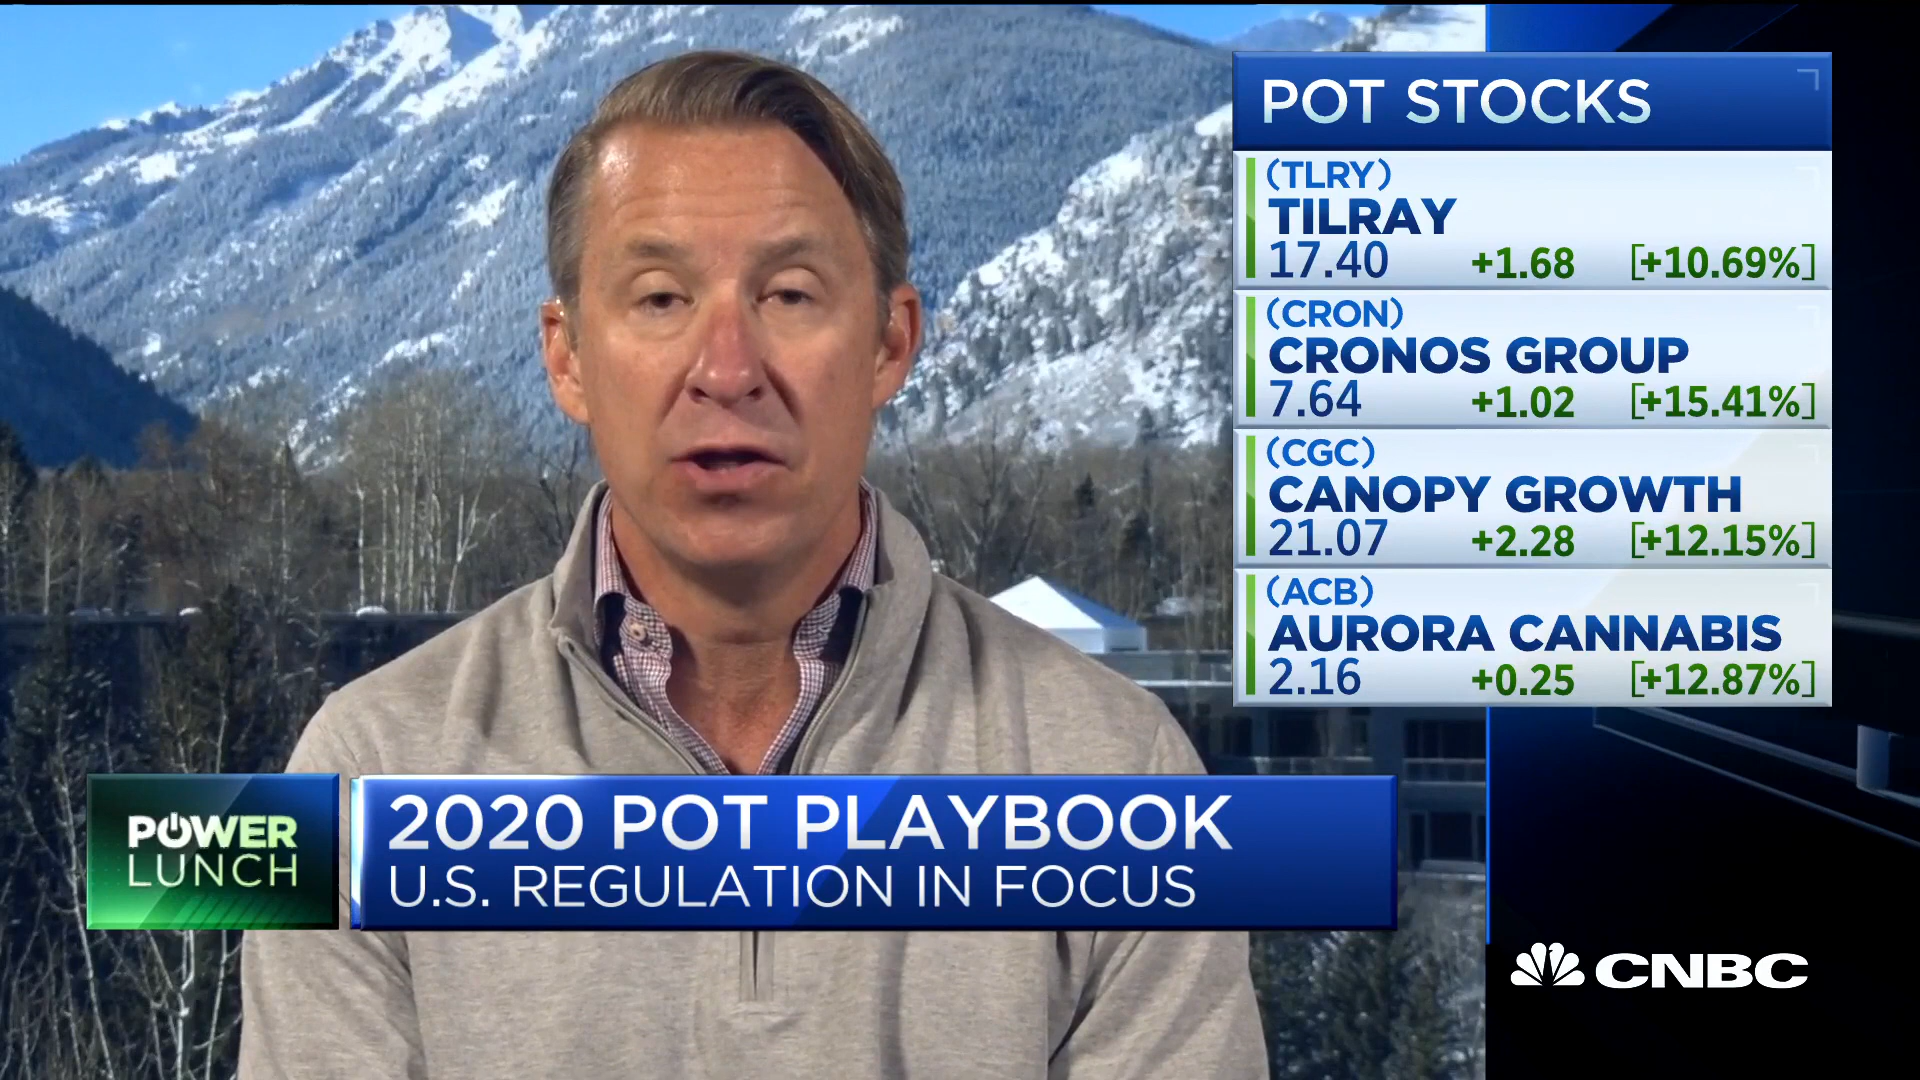 POT STOCKS
(TLRY)
TILRAY
17.40 +1.68 [+10.69%]
(CRON)
CRONOS GROUP
7.64 +1.02 [+15.41%]
(CGC)
CANOPY GROWTH
21.07 +2.28 [+12.15%]
(ACB)
AURORA CANNABIS
2.16 +0.25 [+12.87%]
POWER
LUNCH
2020 POT PLAYBOOK
U.S. REGULATION IN FOCUS
CNBC